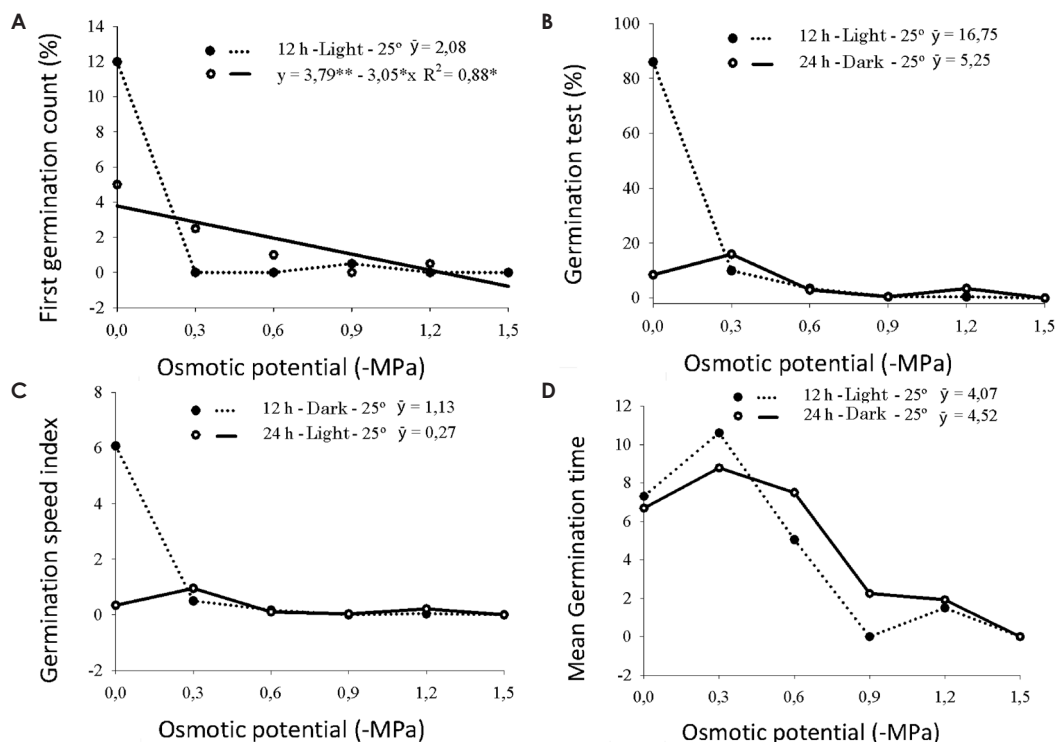 A
First germination count (%)
14
12
10
8
6
4
2
0
-2
12 h -Light - 25º ȳ = 2,08
y = 3,79** - 3,05*x R² = 0,88*
0,0 0,3 0,6 0,9 1,2 1,5
Osmotic potential (-MPa)
B
Germination test (%)
100
80
60
40
20
0
12 h -Light - 25º ȳ = 16,75
24 h -Dark - 25º ȳ = 5,25
0,0 0,3 0,6 0,9 1,2 1,5
Osmotic potential (-MPa)
C
Germination speed index
8
6
4
2
0
-2
12 h -Dark - 25º ȳ = 1,13
24 h -Light - 25º ȳ = 0,27
0,0 0,3 0,6 0,9 1,2 1,5
Osmotic potential (-MPa)
D
Mean Germination time
12
10
8
6
4
2
0
-2
12 h -Light - 25º ȳ = 4,07
24 h -Dark - 25º ȳ = 4,52
0,0 0,3 0,6 0,9 1,2 1,5
Osmotic potential (-MPa)